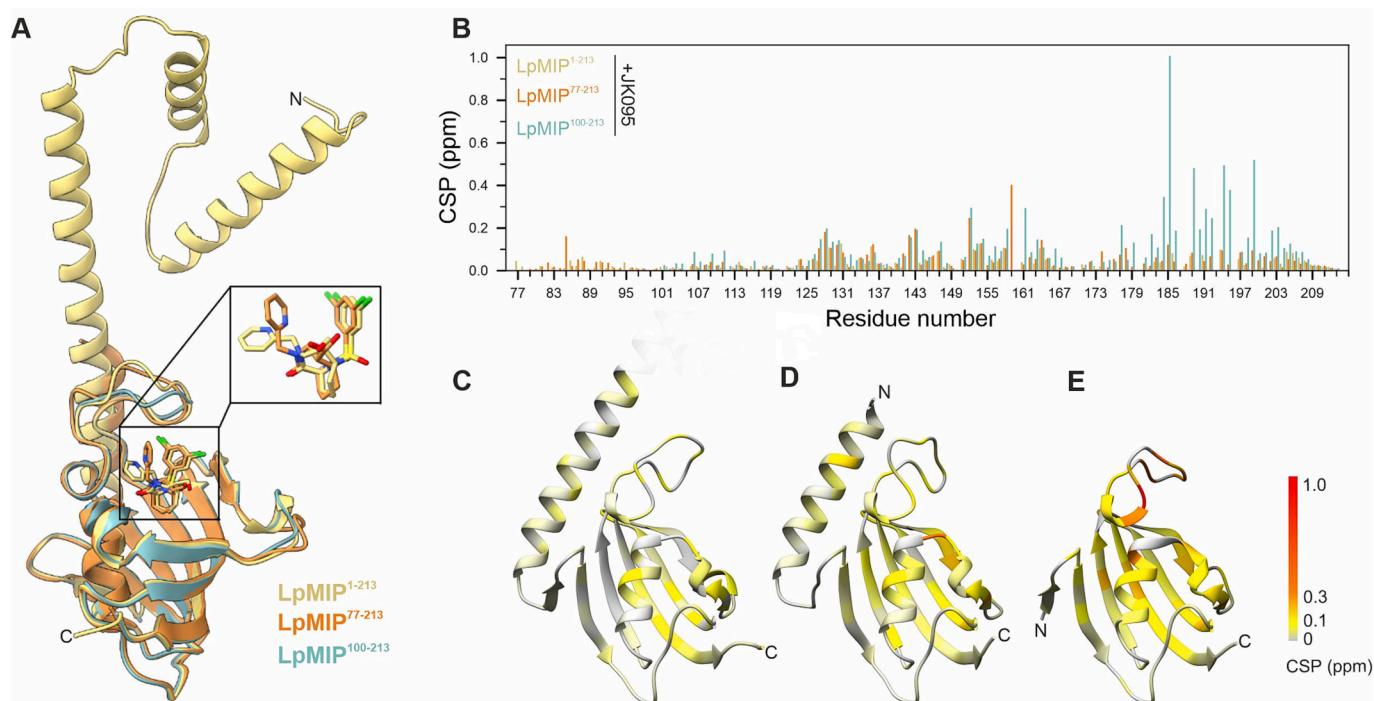 A
N
C
LpMIP1-213
LpMIP77-213
LpMIP100-213
B
CSP (ppm)
1.0
0.8
0.6
0.4
0.2
0.0
LpMIP1-213
LpMIP77-213
LpMIP100-213
+JK095
77 83 89 95 101 107 113 119 125 131 137 143 149 155 161 167 173 179 185 191 197 203 209
Residue number
C
C
D
N
C
E
N
C
1.0
0.3
0.1
0
CSP (ppm)